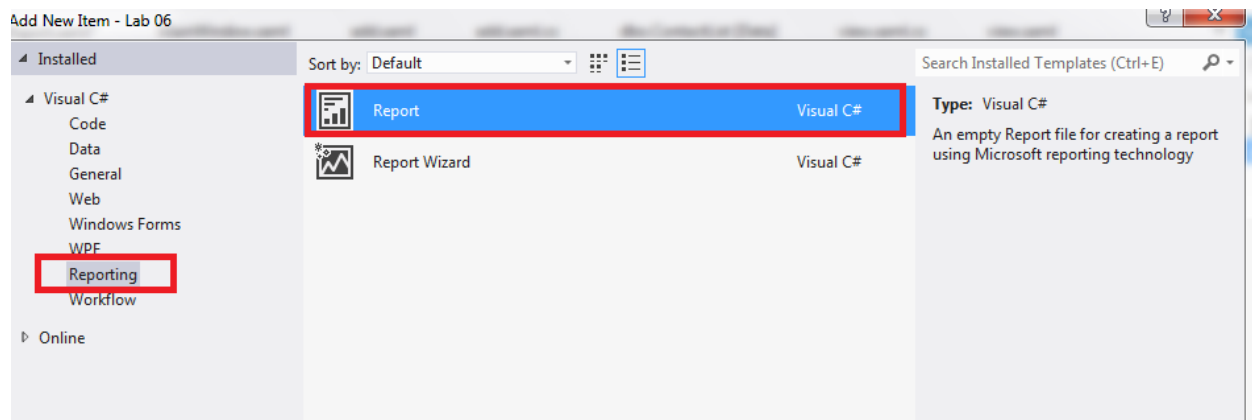 Add New Item - Lab 06
Installed
Sort by: Default
Search Installed Templates (Ctrl+E)
Visual C#
Code
Data
General
Web
Windows Forms
WPF
Reporting
Workflow
Online
Report Visual C#
Report Wizard Visual C#
Type: Visual C#
An empty Report file for creating a report
using Microsoft reporting technology